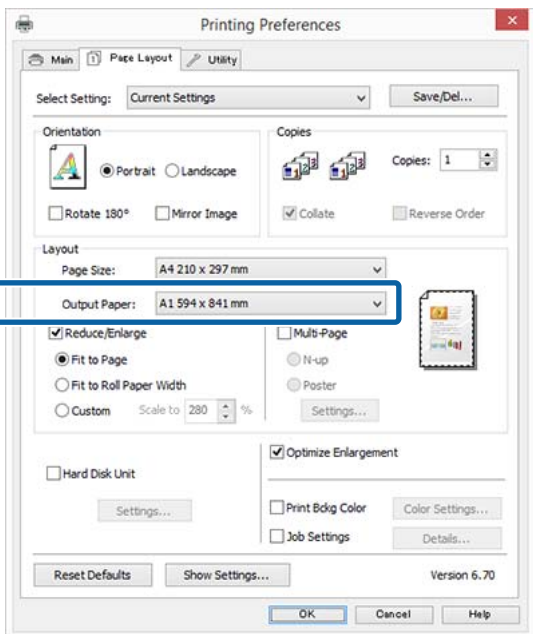 Printing Preferences
Main Page Layout Utility
Select Setting: Current Settings Save/Del...
Orientation Copies
Portrait Landscape Copies: 1
Rotate 180° Mirror Image Collate Reverse Order
Layout
Page Size: A4 210 x 297 mm
Output Paper: A1 594 x 841 mm
Reduce/Enlarge Multi-Page
Fit to Page N-up
Fit to Roll Paper Width Poster
Custom Scale to 280 % Settings...
Optimize Enlargement
Hard Disk Unit
Settings... Print Bckg Color Color Settings...
Job Settings Details...
Reset Defaults Show Settings... Version 6.70
OK Cancel Help